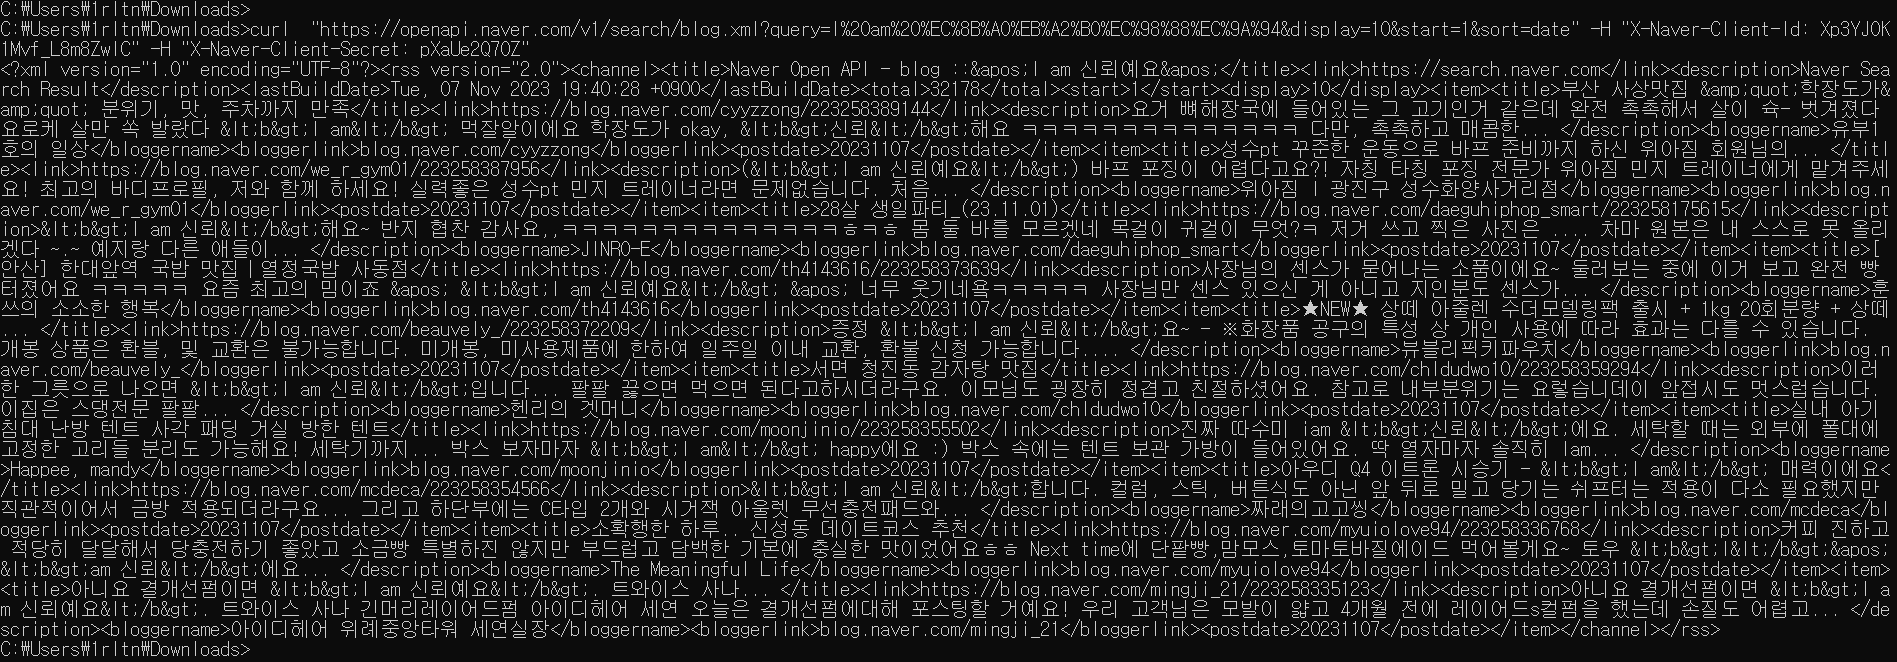 C:\Users\1rltn\Downloads>
C:\Users\1rltn\Downloads>curl  "https://openapi.naver.com/v1/search/blog.xml?query=I%20am%20%EC%8B%A0%EB%A2%B0%EC%98%88%EC%9A%94&display=10&start=1&sort=date" -H "X-Naver-Client-Id: Xp3YJ0K
1Mvf_L8m8ZwIC" -H "X-Naver-Client-Secret: pXaUe2Q70Z"
<?xml version="1.0" encoding="UTF-8"?><rss version="2.0"><channel><title>Naver Open API - blog ::&apos;I am 신뢰예요&apos;</title><link>https://search.naver.com</link><description>Naver Sea
rch Result</description><lastBuildDate>Tue, 07 Nov 2023 19:40:28 +0900</lastBuildDate><total>32178</total><start>1</start><display>10</display><item><title>부산 사상맛집 &amp;quot;학장도가&
amp;quot; 분위기, 맛, 주차까지 만족</title><link>https://blog.naver.com/cyyzzong/223258389144</link><description>요거 뼈해장국에 들어있는 그 고기인거 같은데 완전 촉촉해서 살이 슉- 벗겨졌다
요로케 살만 쏙 발랐다 &lt;b&gt;I am&lt;/b&gt; 먹잘알이에요 학장도가 okay, &lt;b&gt;신뢰&lt;/b&gt;해요 ㅋㅋㅋㅋㅋㅋㅋㅋㅋㅋㅋㅋㅋㅋ 다만, 촉촉하고 매콤한... </description><bloggername>유부1
호의 일상</bloggername><bloggerlink>blog.naver.com/cyyzzong</bloggerlink><postdate>20231107</postdate></item><item><title>성수pt 꾸준한 운동으로 바프 준비까지 하신 위아짐 회원님의... </titl
e><link>https://blog.naver.com/we_r_gym01/223258387956</link><description>(&lt;b&gt;I am 신뢰예요&lt;/b&gt;) 바프 포징이 어렵다고요?! 자칭 타칭 포징 전문가 위아짐 민지 트레이너에게 맡겨주세
요! 최고의 바디프로필, 저와 함께 하세요! 실력좋은 성수pt 민지 트레이너라면 문제없습니다. 처음... </description><bloggername>위아짐 | 광진구 성수화양사거리점</bloggername><bloggerlink>blog.n
aver.com/we_r_gym01</bloggerlink><postdate>20231107</postdate></item><item><title>28살 생일파티_(23.11.01)</title><link>https://blog.naver.com/daeguhiphop_smart/223258175615</link><descript
ion>&lt;b&gt;I am 신뢰&lt;/b&gt;해요~ 반지 협찬 감사요,,ㅋㅋㅋㅋㅋㅋㅋㅋㅋㅋㅋㅋㅋㅋㅋㅋㅎㅋㅎ 몸 둘 바를 모르겠네 목걸이 귀걸이 무엇?ㅋ 저거 쓰고 찍은 사진은 .... 차마 원본은 내 스스로 못 올리
겠다 ~.~ 예지랑 다른 애들이... </description><bloggername>JINRO-E</bloggername><bloggerlink>blog.naver.com/daeguhiphop_smart</bloggerlink><postdate>20231107</postdate></item><item><title>[
안산] 한대앞역 국밥 맛집 | 열정국밥 사동점</title><link>https://blog.naver.com/th4143616/223258373639</link><description>사장님의 센스가 묻어나는 소품이에요~ 둘러보는 중에 이거 보고 완전 빵
터졌어요 ㅋㅋㅋㅋㅋ 요즘 최고의 밈이죠 &apos; &lt;b&gt;I am 신뢰예요&lt;/b&gt; &apos; 너무 웃기네욬ㅋㅋㅋㅋㅋ 사장님만 센스 있으신 게 아니고 지인분도 센스가... </description><bloggername>훈
쓰의 소소한 행복</bloggername><bloggerlink>blog.naver.com/th4143616</bloggerlink><postdate>20231107</postdate></item><item><title>★NEW★ 상떼 아줄렌 수더모델링팩 출시 + 1kg 20회분량 + 상떼
... </title><link>https://blog.naver.com/beauvely_/223258372209</link><description>증정 &lt;b&gt;I am 신뢰&lt;/b&gt;요~ - ※화장품 공구의 특성 상 개인 사용에 따라 효과는 다를 수 있습니다.
개봉 상품은 환불, 및 교환은 불가능합니다. 미개봉, 미사용제품에 한하여 일주일 이내 교환, 환불 신청 가능합니다.... </description><bloggername>뷰블리픽키파우치</bloggername><bloggerlink>blog.n
aver.com/beauvely_</bloggerlink><postdate>20231107</postdate></item><item><title>서면 청진동 감자탕 맛집</title><link>https://blog.naver.com/chldudwo10/223258359294</link><description>이러
한 그릇으로 나오면 &lt;b&gt;I am 신뢰&lt;/b&gt;입니다... 팔팔 끓으면 먹으면 된다고하시더라구요. 이모님도 굉장히 정겹고 친절하셨어요. 참고로 내부분위기는 요렇습니데이 앞접시도 멋스럽습니다.
이집은 스댕전문 팔팔... </description><bloggername>헨리의 겟머니</bloggername><bloggerlink>blog.naver.com/chldudwo10</bloggerlink><postdate>20231107</postdate></item><item><title>실내 아기
침대 난방 텐트 사각 패딩 거실 방한 텐트</title><link>https://blog.naver.com/moonjinio/223258355502</link><description>진짜 따수미 iam &lt;b&gt;신뢰&lt;/b&gt;에요. 세탁할 때는 외부에 폴대에
고정한 고리들 분리도 가능해요! 세탁기까지... 박스 보자마자 &lt;b&gt;I am&lt;/b&gt; happy에요 :) 박스 속에는 텐트 보관 가방이 들어있어요. 딱 열자마자 솔직히 Iam... </description><bloggername
>Happee, mandy</bloggername><bloggerlink>blog.naver.com/moonjinio</bloggerlink><postdate>20231107</postdate></item><item><title>아우디 Q4 이트론 시승기 - &lt;b&gt;I am&lt;/b&gt; 매력이에요<
/title><link>https://blog.naver.com/mcdeca/223258354566</link><description>&lt;b&gt;I am 신뢰&lt;/b&gt;합니다. 컬럼, 스틱, 버튼식도 아닌 앞 뒤로 밀고 당기는 쉬프터는 적용이 다소 필요했지만
직관적이어서 금방 적용되더라구요... 그리고 하단부에는 C타입 2개와 시거잭 아울렛 무선충전패드와... </description><bloggername>짜래의고고씽</bloggername><bloggerlink>blog.naver.com/mcdeca</bl
oggerlink><postdate>20231107</postdate></item><item><title>소확행한 하루.. 신성동 데이트코스 추천</title><link>https://blog.naver.com/myuiolove94/223258336768</link><description>커피 진하고
 적당히 달달해서 당충전하기 좋았고 소금빵 특별하진 않지만 부드럽고 담백한 기본에 충실한 맛이었어요ㅎㅎ Next time에 단팥빵,맘모스,토마토바질에이드 먹어볼게요~ 토우 &lt;b&gt;I&lt;/b&gt;&apos;
&lt;b&gt;am 신뢰&lt;/b&gt;에요... </description><bloggername>The Meaningful Life</bloggername><bloggerlink>blog.naver.com/myuiolove94</bloggerlink><postdate>20231107</postdate></item><item>
<title>아니요 결개선펌이면 &lt;b&gt;I am 신뢰예요&lt;/b&gt;. 트와이스 사나... </title><link>https://blog.naver.com/mingji_21/223258335123</link><description>아니요 결개선펌이면 &lt;b&gt;I a
m 신뢰예요&lt;/b&gt;. 트와이스 사나 긴머리레이어드펌 아이디헤어 세연 오늘은 결개선펌에대해 포스팅할 거예요! 우리 고객님은 모발이 얇고 4개월 전에 레이어드s컬펌을 했는데 손질도 어렵고... </de
scription><bloggername>아이디헤어 위례중앙타워 세연실장</bloggername><bloggerlink>blog.naver.com/mingji_21</bloggerlink><postdate>20231107</postdate></item></channel></rss>
C:\Users\1rltn\Downloads>